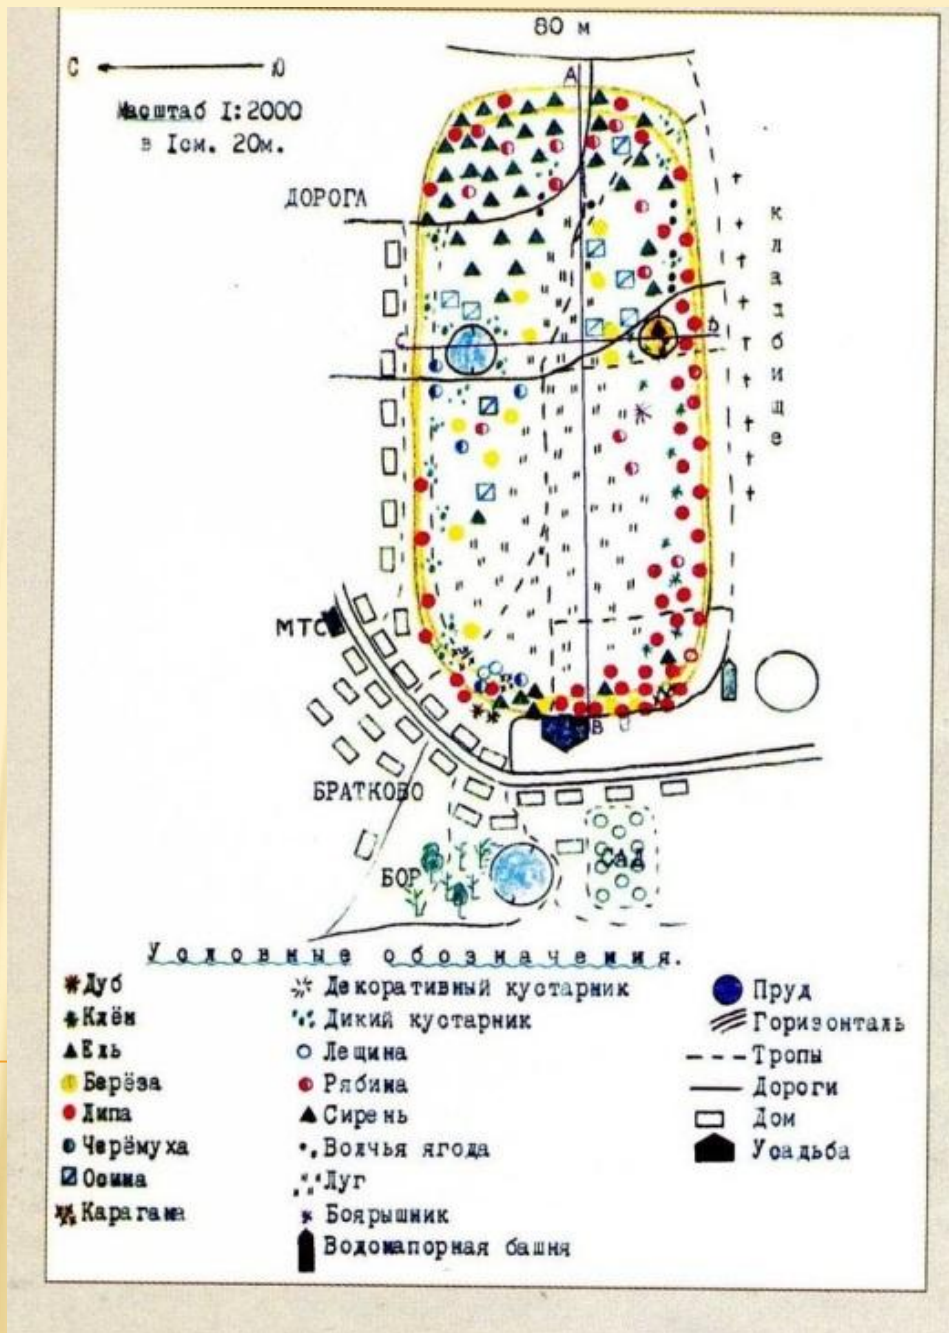 80 м
С Ю
Масштаб I:2000
в Iсм. 20м.
А
ДОРОГА
кладбище
С
МТС
В
БРАТКОВО
БОР
САД
Условные обозначения.
Дуб
Клён
Ель
Берёза
Липа
Черёмуха
Осина
Карагана
Декоративный кустарник
Дикий кустарник
Лещина
Рябина
Сирень
Волчья ягода
Луг
Боярышник
Водонапорная башня
Пруд
Горизонталь
Тропы
Дороги
Дом
Усадьба